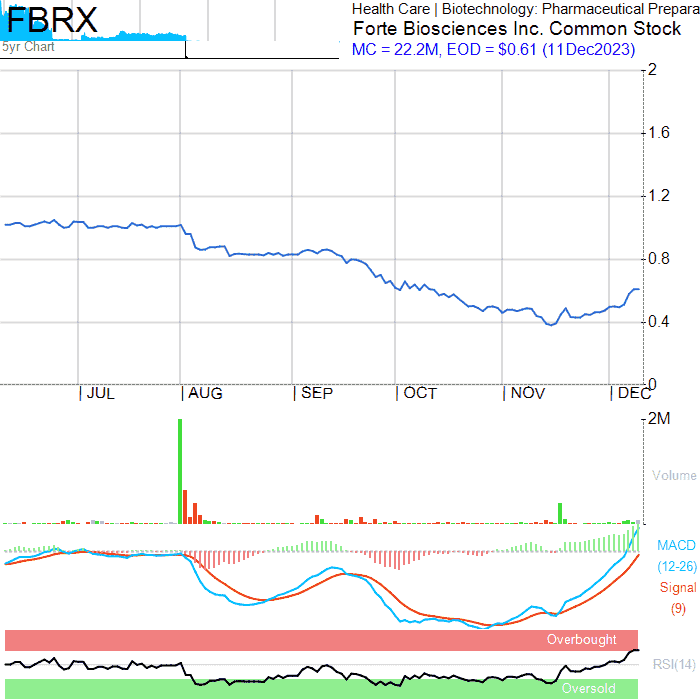 FBRX
5yr Chart
Health Care | Biotechnology: Pharmaceutical Prepara
Forte Biosciences Inc. Common Stock
MC = 22.2M, EOD = $0.61 (11Dec2023)
2
1.6
1.2
0.8
0.4
0
| JUL | AUG | SEP | OCT | NOV | DEC
2M
Volume
MACD
(12-26)
Signal
(9)
Overbought
RSI(14)
Oversold